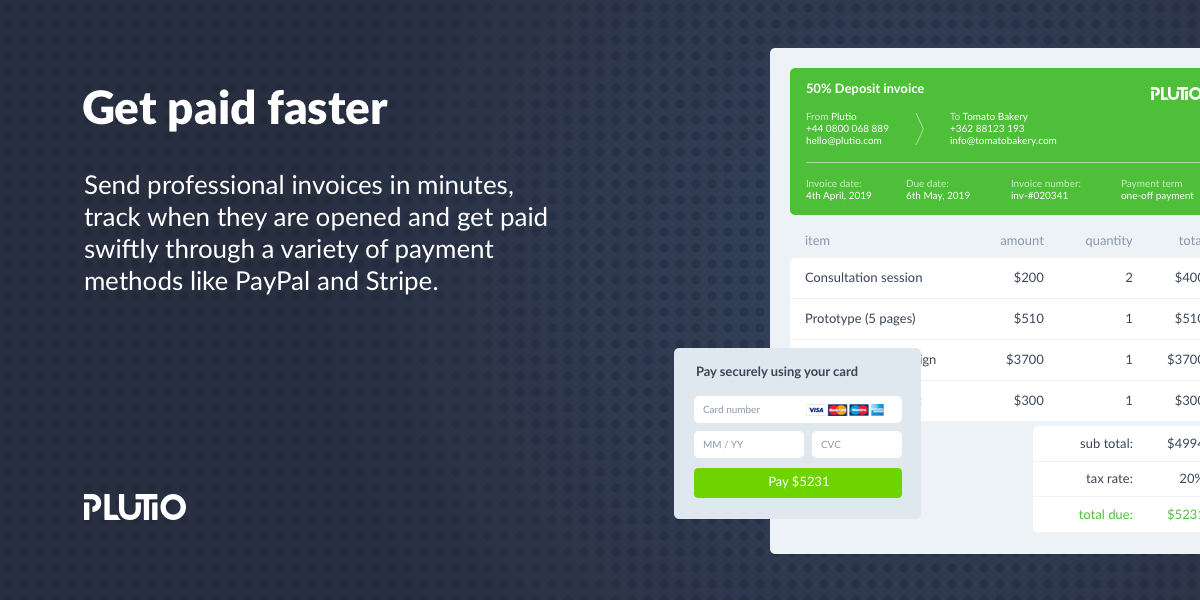 Get paid faster
Send professional invoices in minutes,
track when they are opened and get paid
swiftly through a variety of payment
methods like PayPal and Stripe.
PLUTIO
50% Deposit invoice
PLUTIO
From Plutio
+44 0800 068 889
hello@plutio.com
To Tomato Bakery
+362 88123 193
info@tomatobakery.com
Invoice date:
4th April, 2019
Due date:
6th May, 2019
Invoice number:
inv-#020341
Payment term
one-off payment
item amount quantity
Consultation session $200 2 $400
Prototype (5 pages) $510 1 $510
$3700 1 $3700
$300 1 $300
sub total: $4994
tax rate: 20%
total due: $5231
Pay securely using your card
Card number VISA
MM / YY CVC
Pay $5231